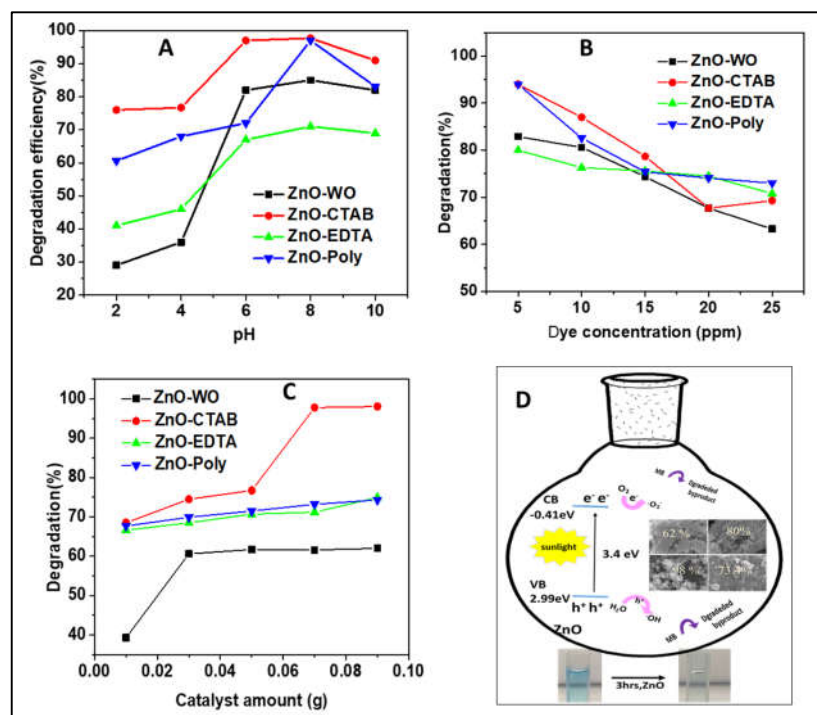 A
Degradation efficiency(%)
100
90
80
70
60
50
40
30
20
2
4
6
8
10
pH
ZnO-WO
ZnO-CTAB
ZnO-EDTA
ZnO-Poly
B
Degradation(%)
100
90
80
70
60
50
5
10
15
20
25
Dye concentration (ppm)
ZnO-WO
ZnO-CTAB
ZnO-EDTA
ZnO-Poly
C
Degradation(%)
100
90
80
70
60
50
40
0.00
0.02
0.04
0.06
0.08
0.10
Catalyst amount (g)
ZnO-WO
ZnO-CTAB
ZnO-EDTA
ZnO-Poly
D
CB
-0.41eV
e⁻ e⁻
O₂
e⁻
·O₂⁻
MB
Dgradeded
byproduct
sunlight
3.4 eV
62 %
80%
98 %
73.4%
VB
2.99eV
h⁺ h⁺
H₂O
h⁺
·OH
MB
Dgradeded
byproduct
ZnO
3hrs,ZnO